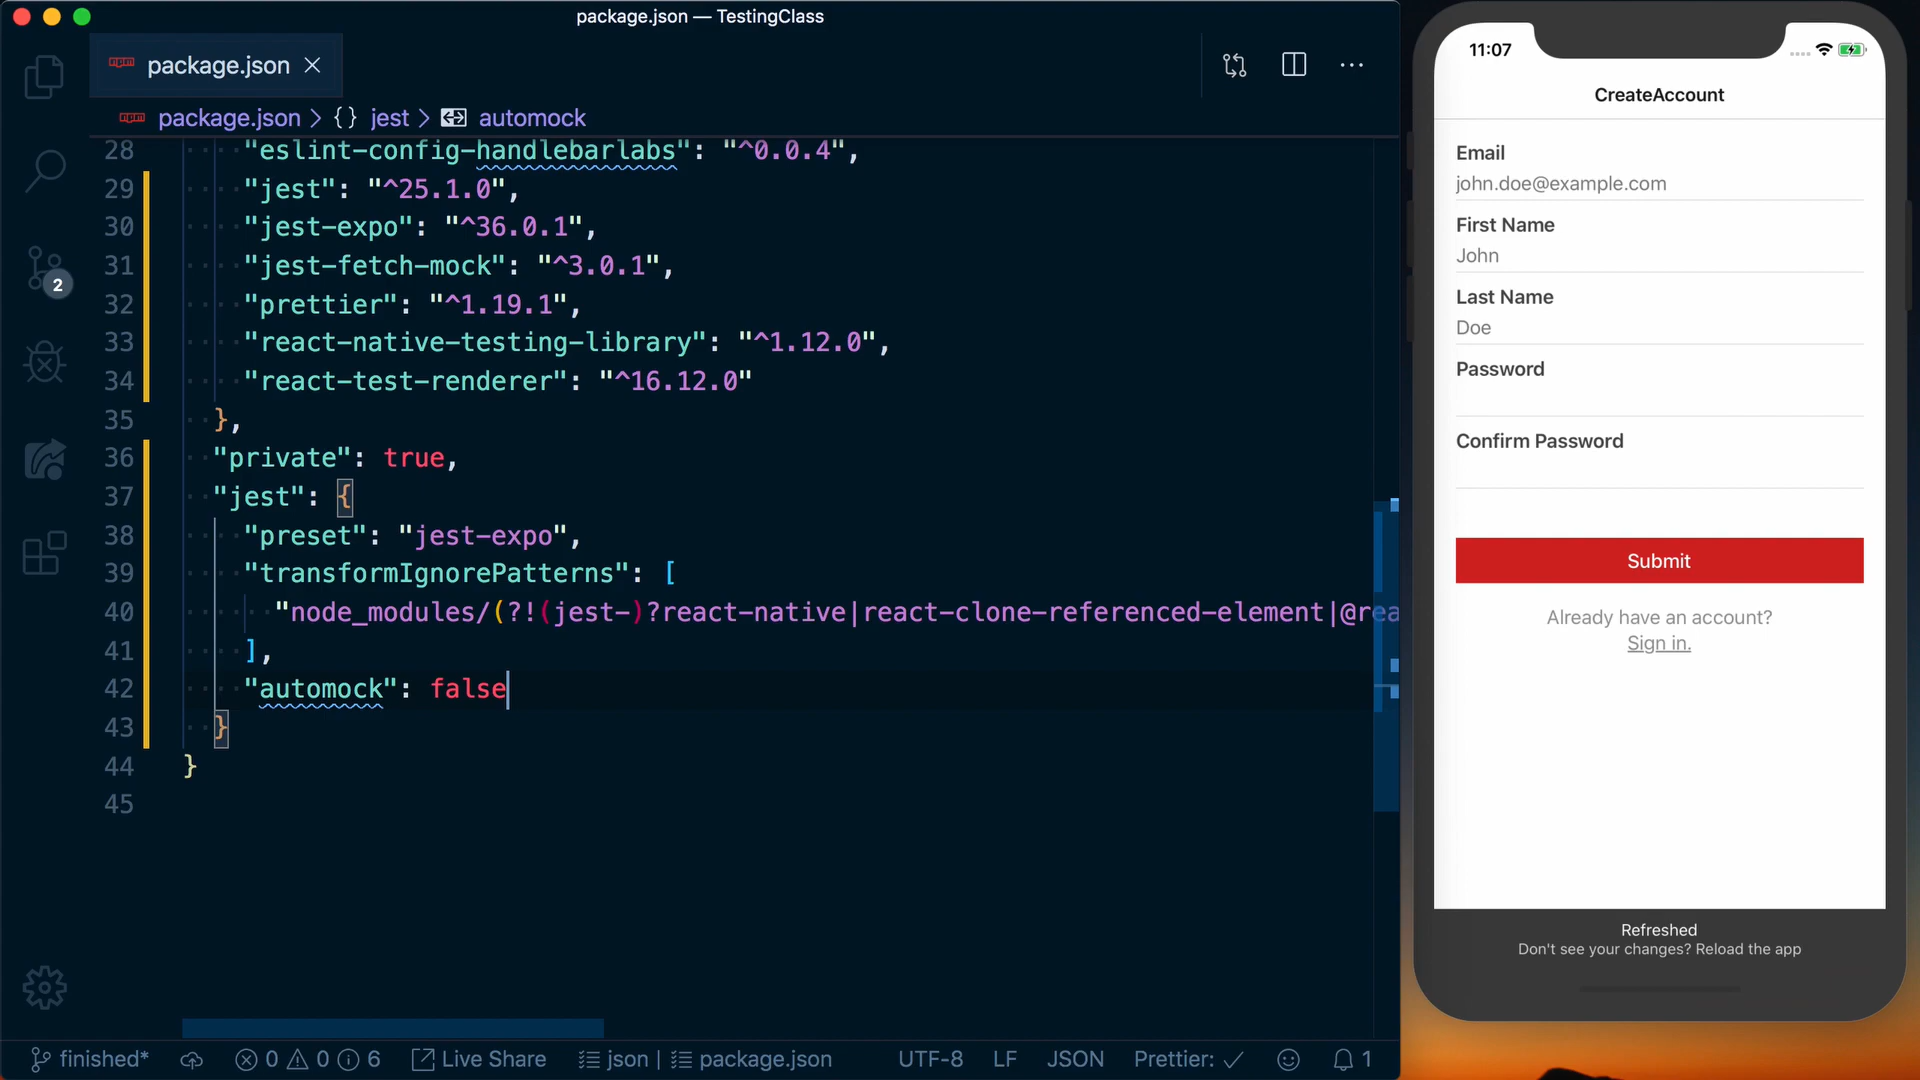 package.json — TestingClass
package.json
package.json > {} jest > automock
28 "eslint-config-handlebarlabs": "^0.0.4",
29 "jest": "^25.1.0",
30 "jest-expo": "^36.0.1",
31 "jest-fetch-mock": "^3.0.1",
32 "prettier": "^1.19.1",
33 "react-native-testing-library": "^1.12.0",
34 "react-test-renderer": "^16.12.0"
35 },
36 "private": true,
37 "jest": {
38 "preset": "jest-expo",
39 "transformIgnorePatterns": [
40 "node_modules/(?!(jest-)?react-native|react-clone-referenced-element|@rea
41 ],
42 "automock": false
43 }
44 }
45
2
finished* 0 0 6 Live Share json | package.json UTF-8 LF JSON Prettier: ✓ 1
11:07
CreateAccount
Email
john.doe@example.com
First Name
John
Last Name
Doe
Password
Confirm Password
Submit
Already have an account?
Sign in.
Refreshed
Don't see your changes? Reload the app